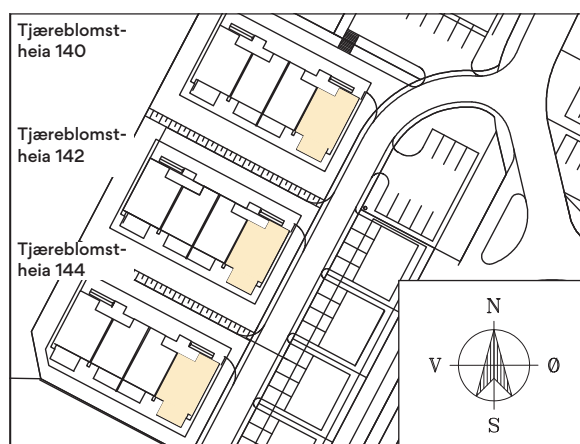 Tjæreblomst-
heia 140
Tjæreblomst-
heia 142
Tjæreblomst-
heia 144
N
V Ø
S